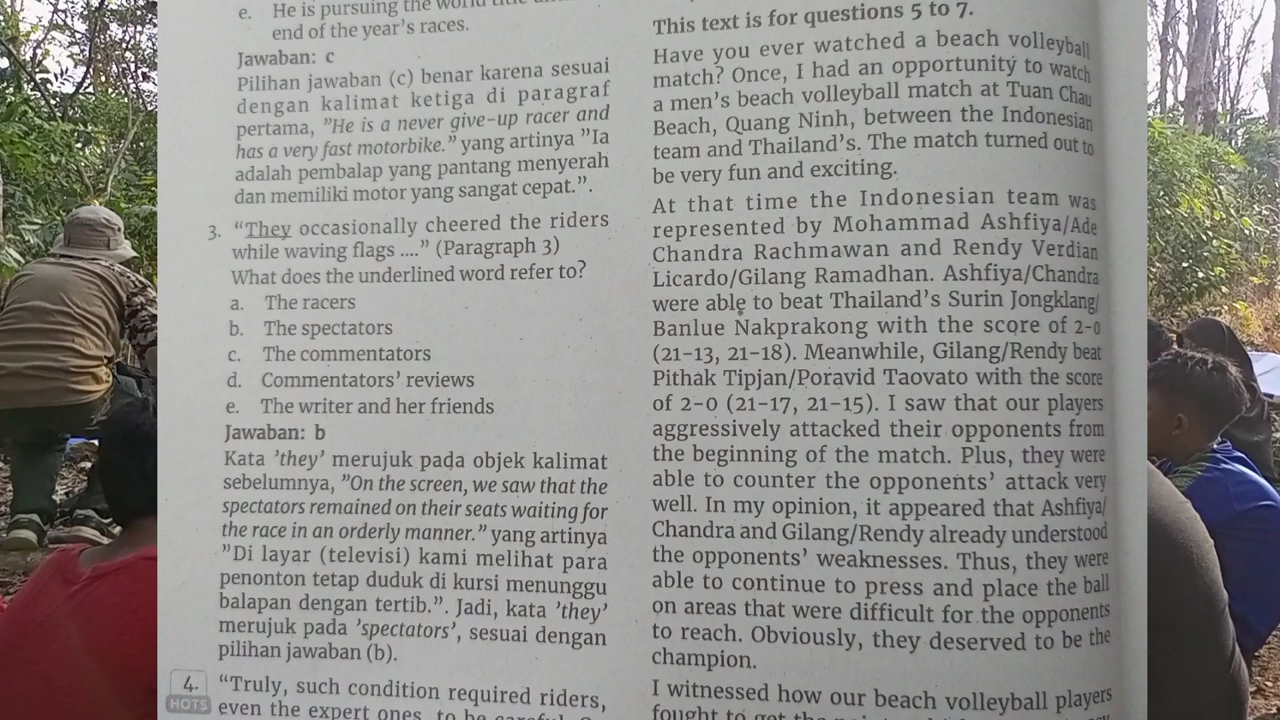 e. He is pursuing the world title
end of the year's races.
Jawaban: c
Pilihan jawaban (c) benar karena sesuai
dengan kalimat ketiga di paragraf
pertama, "He is a never give-up racer and
has a very fast motorbike." yang artinya "Ia
adalah pembalap yang pantang menyerah
dan memiliki motor yang sangat cepat.".
3. "They occasionally cheered the riders
while waving flags ...." (Paragraph 3)
What does the underlined word refer to?
a. The racers
b. The spectators
c. The commentators
d. Commentators' reviews
e. The writer and her friends
Jawaban: b
Kata 'they' merujuk pada objek kalimat
sebelumnya, "On the screen, we saw that the
spectators remained on their seats waiting for
the race in an orderly manner." yang artinya
"Di layar (televisi) kami melihat para
penonton tetap duduk di kursi menunggu
balapan dengan tertib.". Jadi, kata 'they'
merujuk pada 'spectators', sesuai dengan
pilihan jawaban (b).
4. "Truly, such condition required riders,
HOTS even the expert ones, to be careful.
This text is for questions 5 to 7.
Have you ever watched a beach volleyball
match? Once, I had an opportunity to watch
a men's beach volleyball match at Tuan Chau
Beach, Quang Ninh, between the Indonesian
team and Thailand's. The match turned out to
be very fun and exciting.
At that time the Indonesian team was
represented by Mohammad Ashfiya/Ade
Chandra Rachmawan and Rendy Verdian
Licardo/Gilang Ramadhan. Ashfiya/Chandra
were able to beat Thailand's Surin Jongklang/
Banlue Nakprakong with the score of 2-0
(21-13, 21-18). Meanwhile, Gilang/Rendy beat
Pithak Tipjan/Poravid Taovato with the score
of 2-0 (21-17, 21-15). I saw that our players
aggressively attacked their opponents from
the beginning of the match. Plus, they were
able to counter the opponents' attack very
well. In my opinion, it appeared that Ashfiya/
Chandra and Gilang/Rendy already understood
the opponents' weaknesses. Thus, they were
able to continue to press and place the ball
on areas that were difficult for the opponents
to reach. Obviously, they deserved to be the
champion.
I witnessed how our beach volleyball players
fought to get the